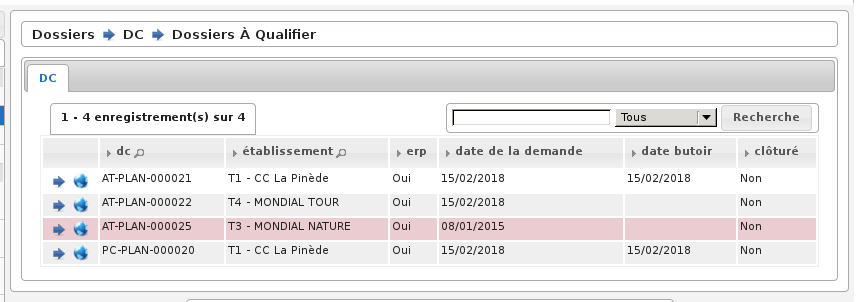 Dossiers DC Dossiers À Qualifier
DC
1 - 4 enregistrement(s) sur 4 Tous Recherche
dc établissement erp date de la demande date butoir clôturé
AT-PLAN-000021 T1 - CC La Pinède Oui 15/02/2018 15/02/2018 Non
AT-PLAN-000022 T4 - MONDIAL TOUR Oui 15/02/2018 Non
AT-PLAN-000025 T3 - MONDIAL NATURE Oui 08/01/2015 Non
PC-PLAN-000020 T1 - CC La Pinède Oui 15/02/2018 15/02/2018 Non